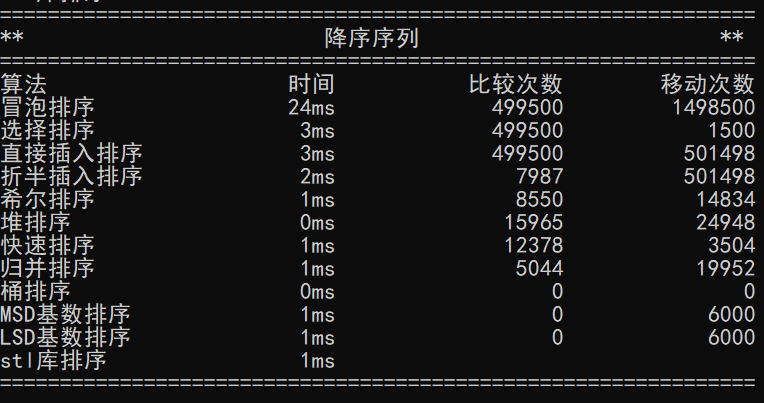 ================================================================
** 降序序列 **
================================================================
算法 时间 比较次数 移动次数
冒泡排序 24ms 499500 1498500
选择排序 3ms 499500 1500
直接插入排序 3ms 499500 501498
折半插入排序 2ms 7987 501498
希尔排序 1ms 8550 14834
堆排序 0ms 15965 24948
快速排序 1ms 12378 3504
归并排序 1ms 5044 19952
桶排序 0ms 0 0
MSD基数排序 1ms 0 6000
LSD基数排序 1ms 0 6000
stl库排序 1ms
================================================================